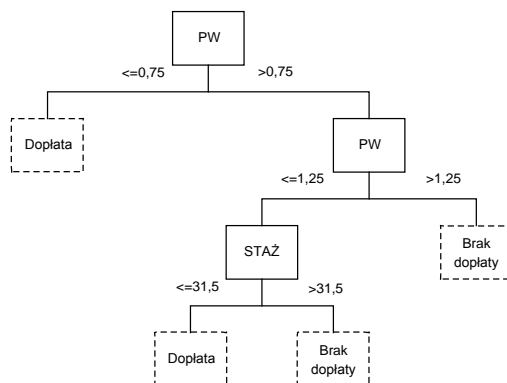 PW
<=0,75
>0,75
Dopłata
PW
<=1,25
>1,25
STAŻ
Brak
dopłaty
<=31,5
>31,5
Dopłata
Brak
dopłaty